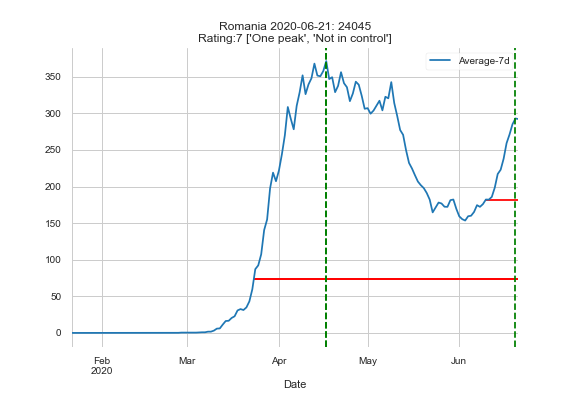 Romania 2020-06-21: 24045
Rating:7 ['One peak', 'Not in control']
Average-7d
350
300
250
200
150
100
50
0
Feb
2020
Mar
Apr
May
Jun
Date